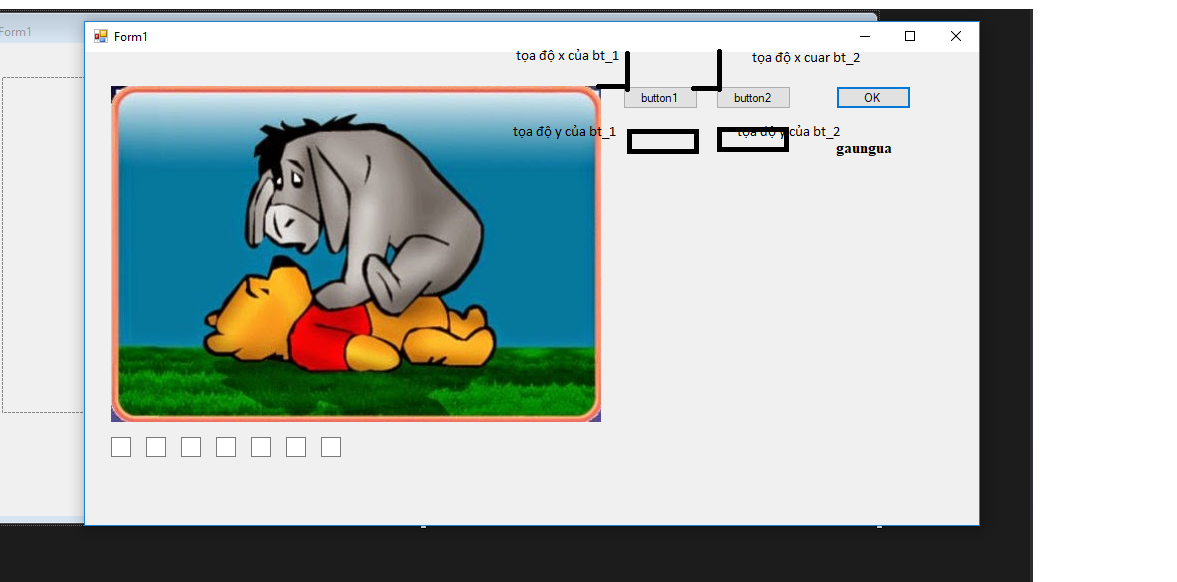 Form1
Form1
tọa độ x của bt_1
tọa độ x cuar bt_2
button1
button2
OK
tọa độ y của bt_1
tọa độ y của bt_2
gaungua